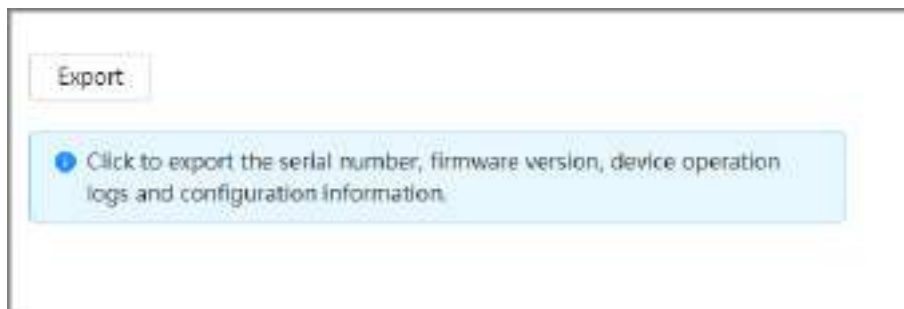 Export
Click to export the serial number, firmware version, device operation
logs and configuration information.